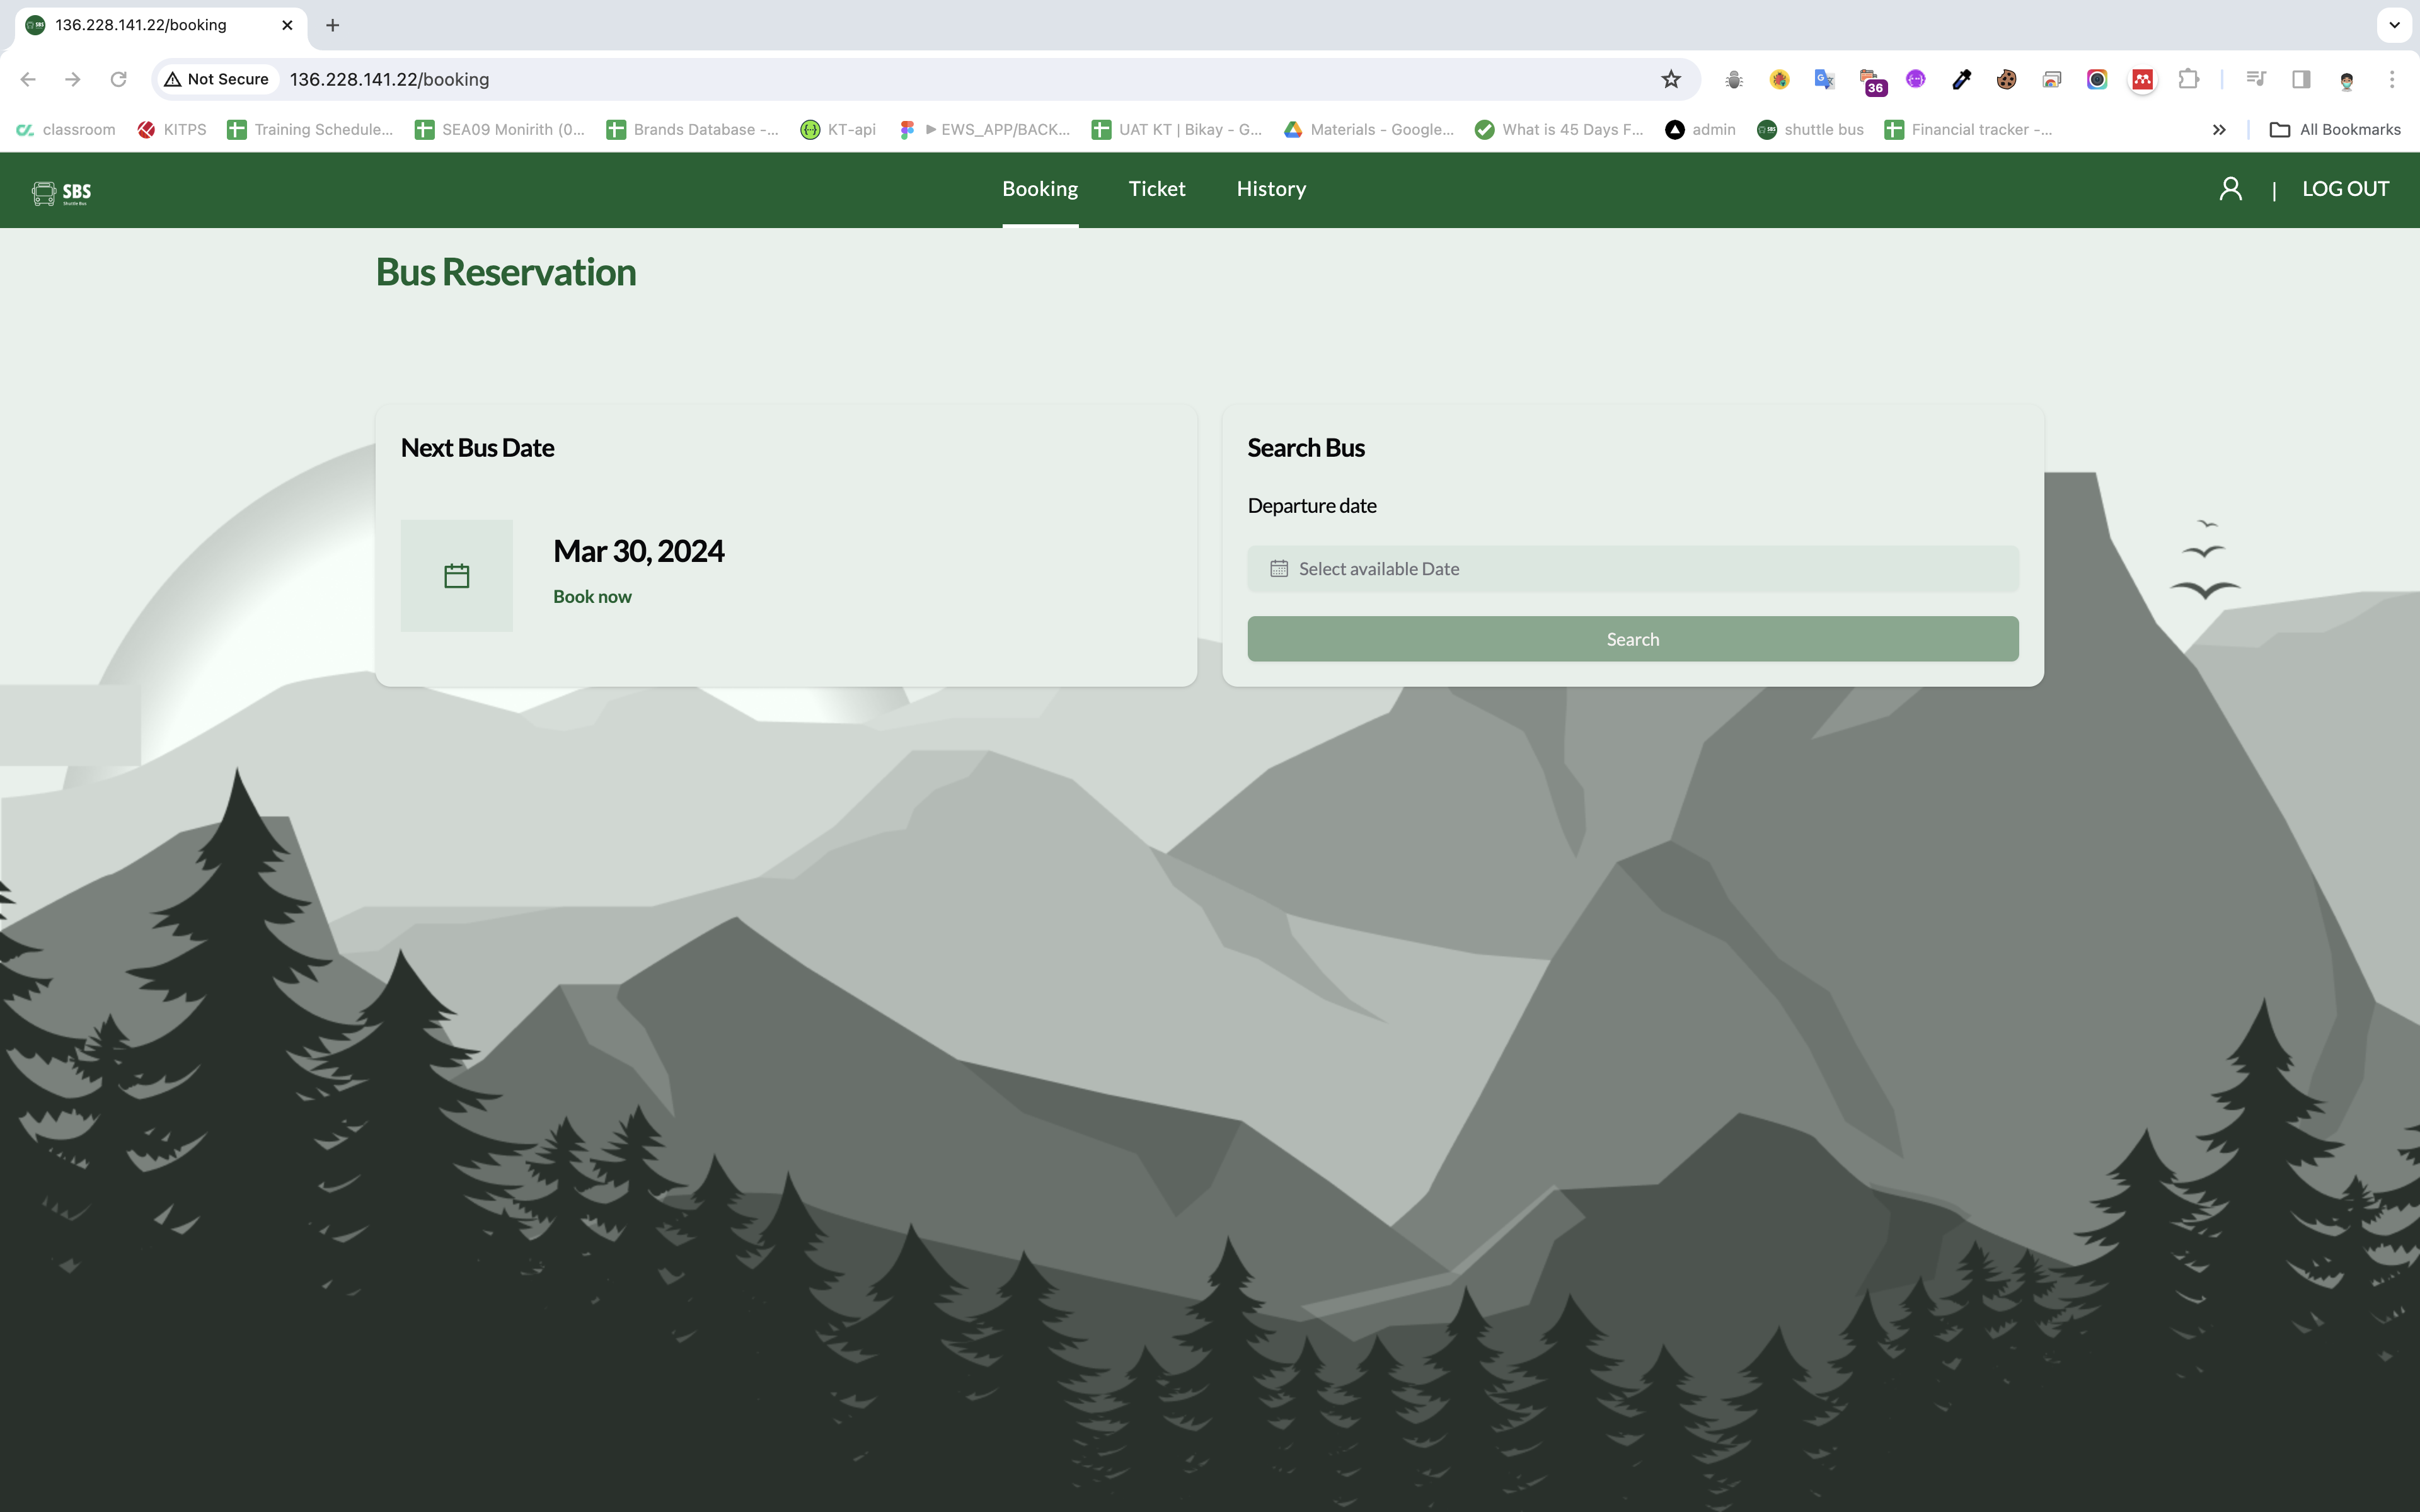 136.228.141.22/booking
Not Secure 136.228.141.22/booking
36
classroom KITPS Training Schedule... SEA09 Monirith (0... Brands Database -... KT-api ▶ EWS_APP/BACK... UAT KT | Bikay - G... Materials - Google... What is 45 Days F... admin shuttle bus Financial tracker -... All Bookmarks
SBS
Shuttle Bus
Booking Ticket History | LOG OUT
Bus Reservation
Next Bus Date
Mar 30, 2024
Book now
Search Bus
Departure date
Select available Date
Search